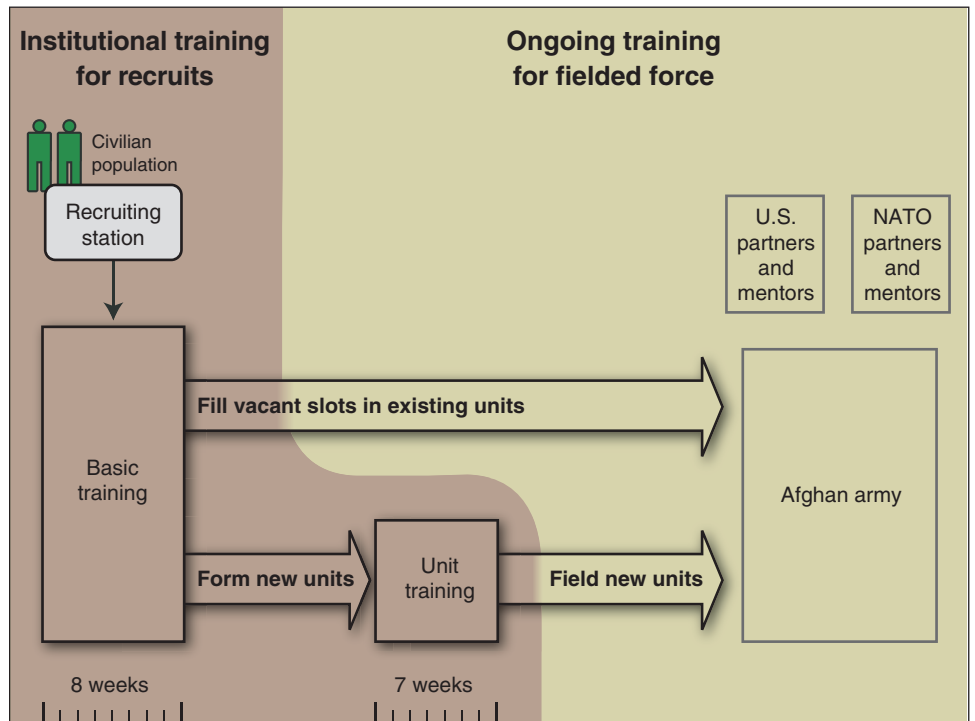 Institutional training
for recruits
Ongoing training
for fielded force
Civilian
population
Recruiting
station
U.S.
partners
and
mentors
NATO
partners
and
mentors
Fill vacant slots in existing units
Basic
training
Afghan army
Form new units
Unit
training
Field new units
8 weeks
7 weeks